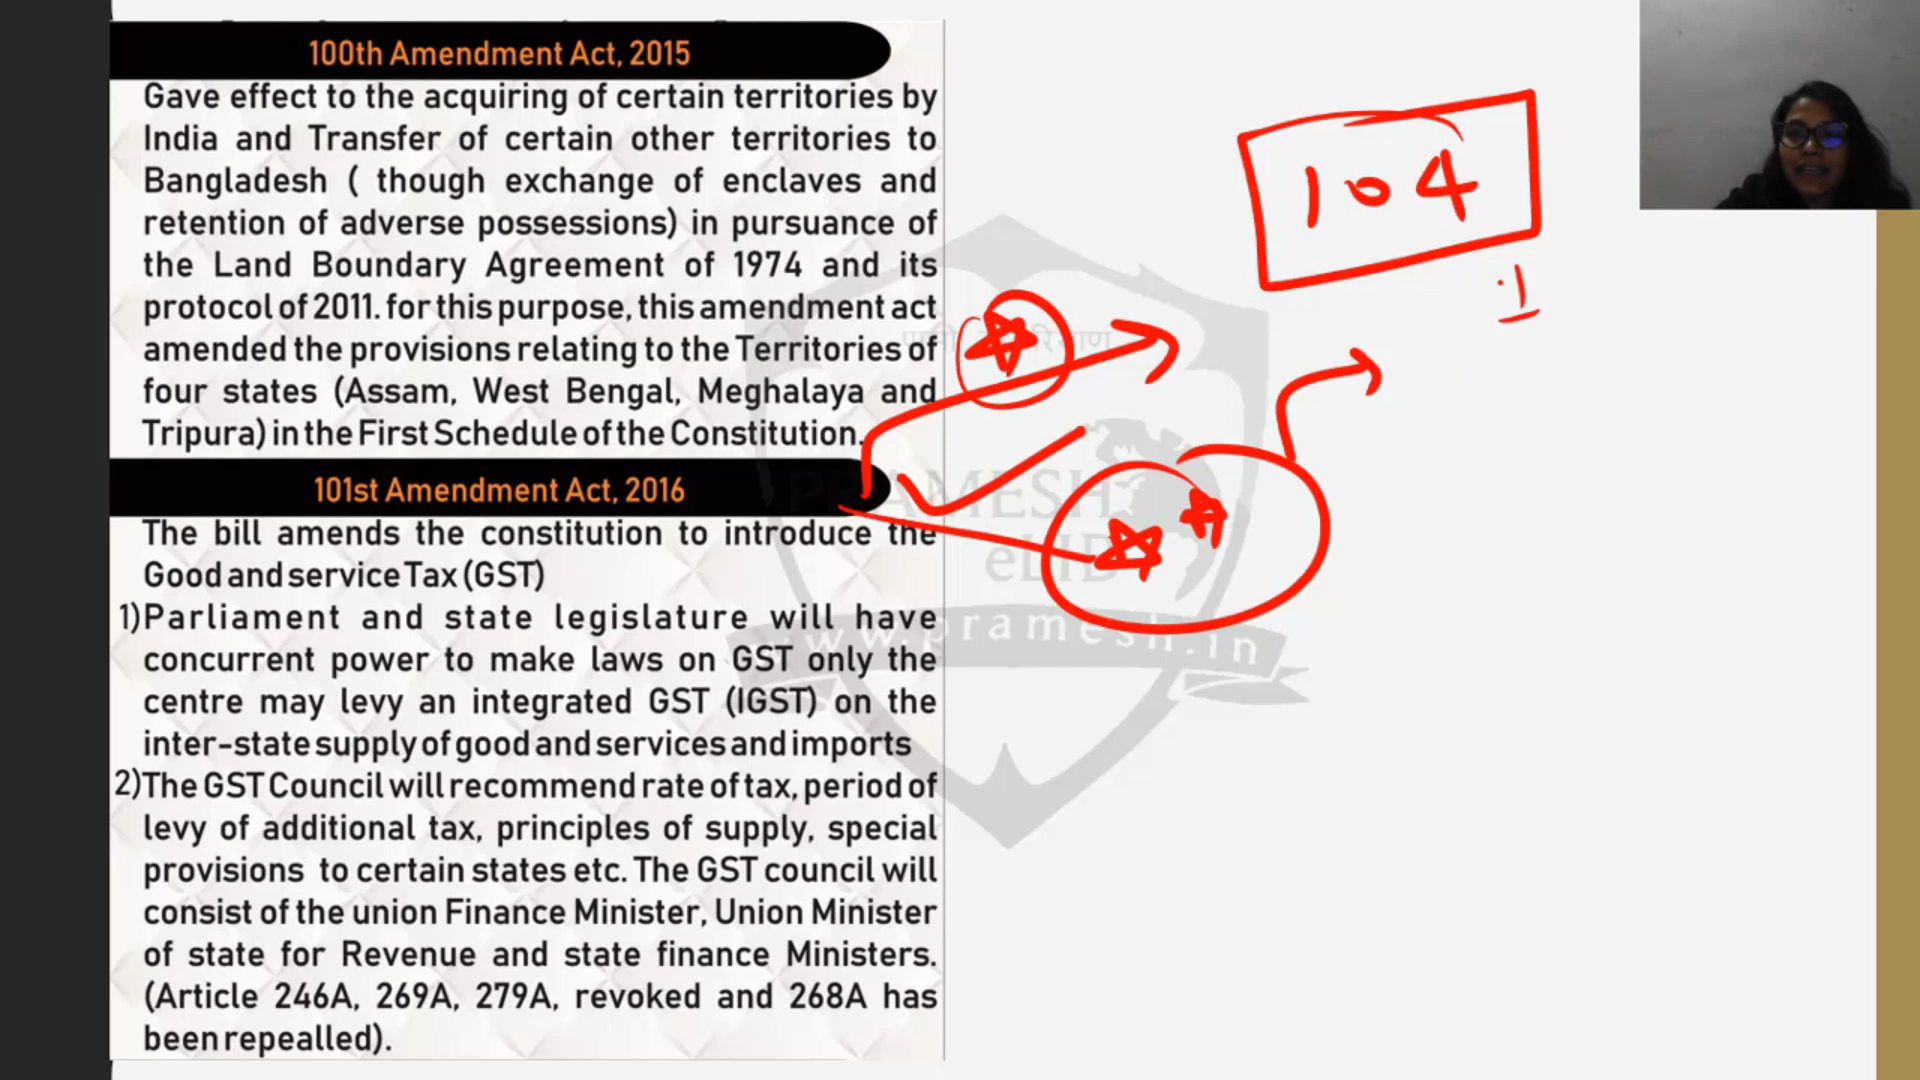 100th Amendment Act, 2015
Gave effect to the acquiring of certain territories by
India and Transfer of certain other territories to
Bangladesh ( though exchange of enclaves and
retention of adverse possessions) in pursuance of
the Land Boundary Agreement of 1974 and its
protocol of 2011. for this purpose, this amendment act
amended the provisions relating to the Territories of
four states (Assam, West Bengal, Meghalaya and
Tripura) in the First Schedule of the Constitution.
101st Amendment Act, 2016
The bill amends the constitution to introduce the
Good and service Tax (GST)
1)Parliament and state legislature will have
concurrent power to make laws on GST only the
centre may levy an integrated GST (IGST) on the
inter-state supply of good and services and imports
2)The GST Council will recommend rate of tax, period of
levy of additional tax, principles of supply, special
provisions to certain states etc. The GST council will
consist of the union Finance Minister, Union Minister
of state for Revenue and state finance Ministers.
(Article 246A, 269A, 279A, revoked and 268A has
been repealled).
104
1
PRAMESH
eLID
www.pramesh.in